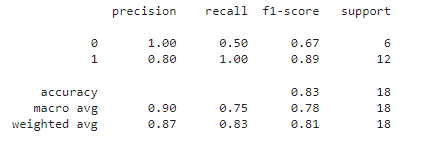 precision recall f1-score support
0 1.00 0.50 0.67 6
1 0.80 1.00 0.89 12
accuracy 0.83 18
macro avg 0.90 0.75 0.78 18
weighted avg 0.87 0.83 0.81 18